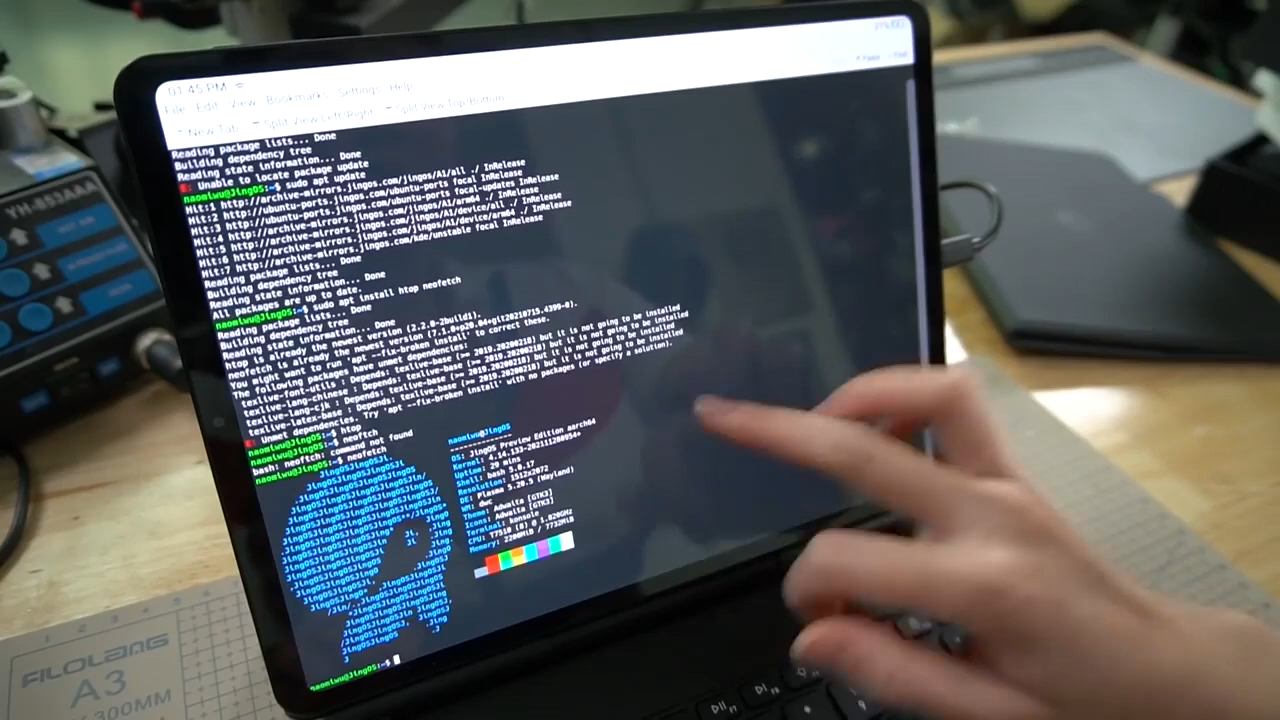 01:45 PM
File Edit View Bookmarks Settings Help
New Tab Split View Left/Right Split View Top/Bottom Paste Find
Reading package lists... Done
Building dependency tree
Reading state information... Done
E: Unable to locate package update
naomiwu@JingOS:~$ sudo apt update
Hit:1 http://archive-mirrors.jingos.com/jingos/A1/all ./ InRelease
Hit:2 http://ubuntu-ports.jingos.com/ubuntu-ports focal InRelease
Hit:3 http://ubuntu-ports.jingos.com/ubuntu-ports focal-updates InRelease
Hit:4 http://archive-mirrors.jingos.com/jingos/A1/arm64 ./ InRelease
Hit:5 http://archive-mirrors.jingos.com/jingos/A1/device/all ./ InRelease
Hit:6 http://archive-mirrors.jingos.com/jingos/A1/device/arm64 ./ InRelease
Hit:7 http://archive-mirrors.jingos.com/kde/unstable focal InRelease
Reading package lists... Done
Building dependency tree
Reading state information... Done
All packages are up to date.
naomiwu@JingOS:~$ sudo apt install htop neofetch
Reading package lists... Done
Building dependency tree
Reading state information... Done
htop is already the newest version (2.2.0-2build1).
neofetch is already the newest version (7.1.0+p20.04+git20210715.4399-0).
You might want to run 'apt --fix-broken install' to correct these.
The following packages have unmet dependencies:
texlive-font-utils : Depends: texlive-base (>= 2019.20200218) but it is not going to be installed
texlive-lang-chinese : Depends: texlive-base (>= 2019.20200218) but it is not going to be installed
texlive-lang-cjk : Depends: texlive-base (>= 2019.20200218) but it is not going to be installed
texlive-latex-base : Depends: texlive-base (>= 2019.20200218) but it is not going to be installed
E: Unmet dependencies. Try 'apt --fix-broken install' with no packages (or specify a solution).
naomiwu@JingOS:~$ htop
naomiwu@JingOS:~$ neoftch
bash: neoftch: command not found
naomiwu@JingOS:~$ neofetch
naomiwu@JingOS
--------------
OS: JingOS Preview Edition aarch64
Kernel: 4.14.133-202111280954+
Uptime: 20 mins
Shell: bash 5.0.17
Resolution: 1512x2072
DE: Plasma 5.20.5 (Wayland)
WM: dwc
Theme: Adwaita [GTK3]
Icons: Adwaita [GTK3]
Terminal: konsole
CPU: T7510 (8) @ 1.820GHz
Memory: 2200MiB / 7732MiB
naomiwu@JingOS:~$
YH-853AAA
FILOLANG
A3
300MM